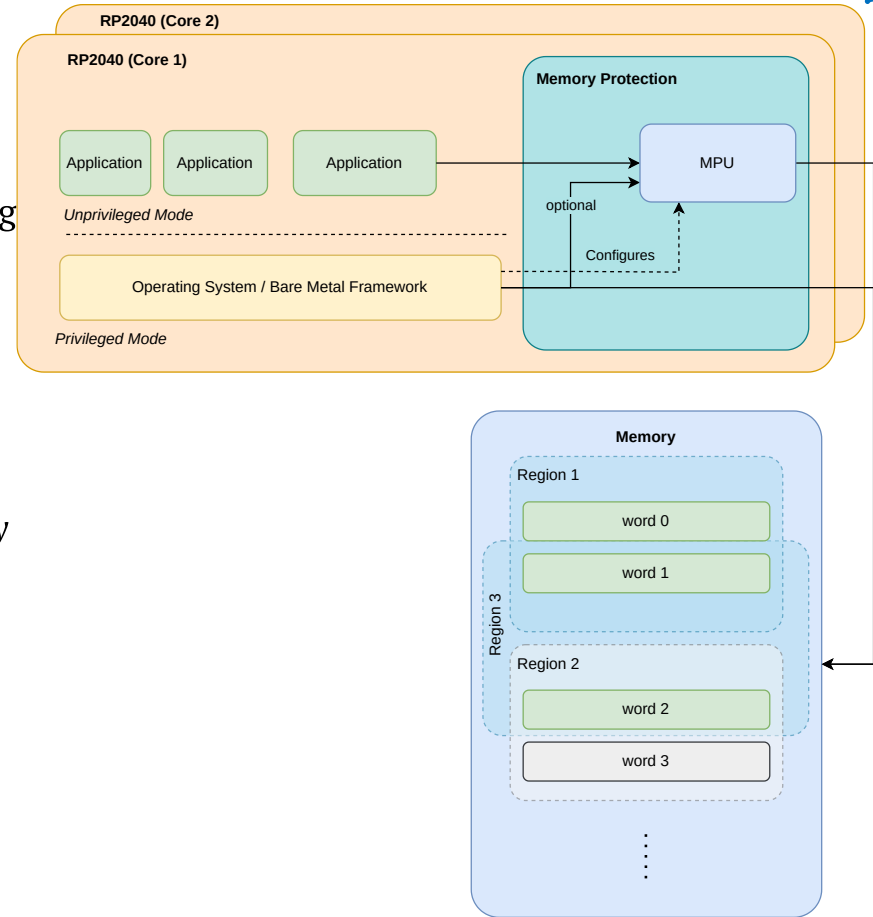 RP2040 (Core 2)
RP2040 (Core 1)
Memory Protection
Application
Application
Application
MPU
optional
g
Unprivileged Mode
Configures
Operating System / Bare Metal Framework
Privileged Mode
Memory
Region 1
word 0
y
word 1
Region 3
Region 2
word 2
word 3